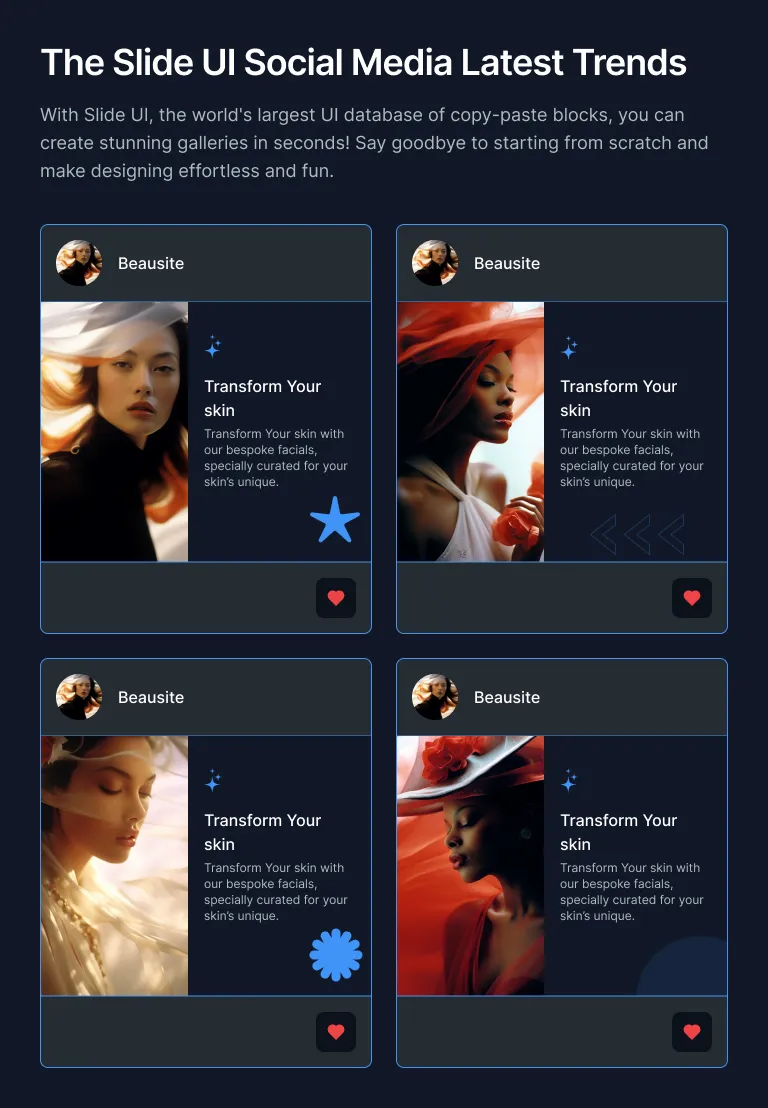 The Slide UI Social Media Latest Trends
With Slide UI, the world's largest UI database of copy-paste blocks, you can
create stunning galleries in seconds! Say goodbye to starting from scratch and
make designing effortless and fun.
Beausite
Transform Your
skin
Transform Your skin with
our bespoke facials,
specially curated for your
skin’s unique.
Beausite
Transform Your
skin
Transform Your skin with
our bespoke facials,
specially curated for your
skin’s unique.
Beausite
Transform Your
skin
Transform Your skin with
our bespoke facials,
specially curated for your
skin’s unique.
Beausite
Transform Your
skin
Transform Your skin with
our bespoke facials,
specially curated for your
skin’s unique.